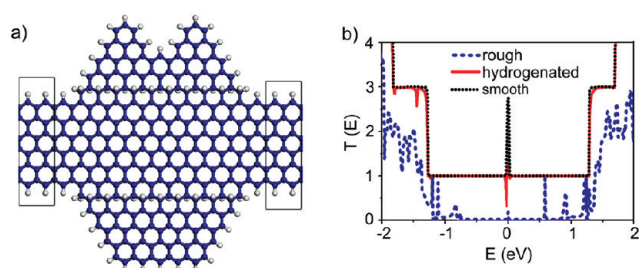 a)
b)
rough
hydrogenated
smooth
4
3
2
1
0
T (E)
-2
-1
0
1
2
E (eV)